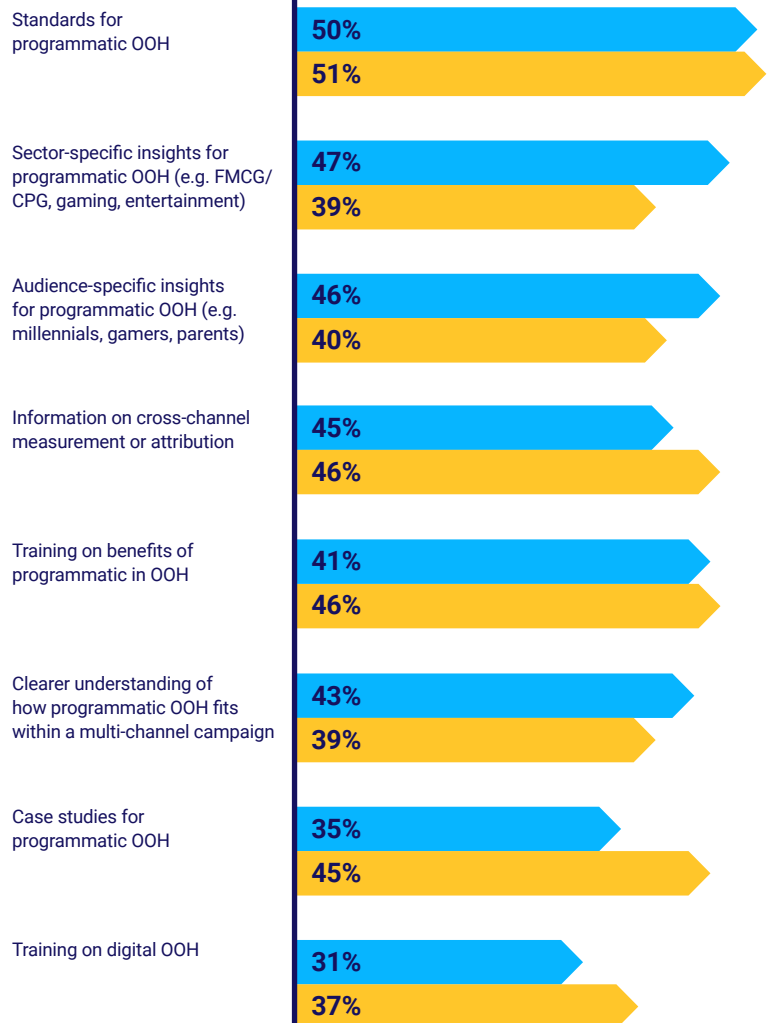 Standards for
programmatic OOH
50%
51%
Sector-specific insights for
programmatic OOH (e.g. FMCG/
CPG, gaming, entertainment)
47%
39%
Audience-specific insights
for programmatic OOH (e.g.
millennials, gamers, parents)
46%
40%
Information on cross-channel
measurement or attribution
45%
46%
Training on benefits of
programmatic in OOH
41%
46%
Clearer understanding of
how programmatic OOH fits
within a multi-channel campaign
43%
39%
Case studies for
programmatic OOH
35%
45%
Training on digital OOH
31%
37%